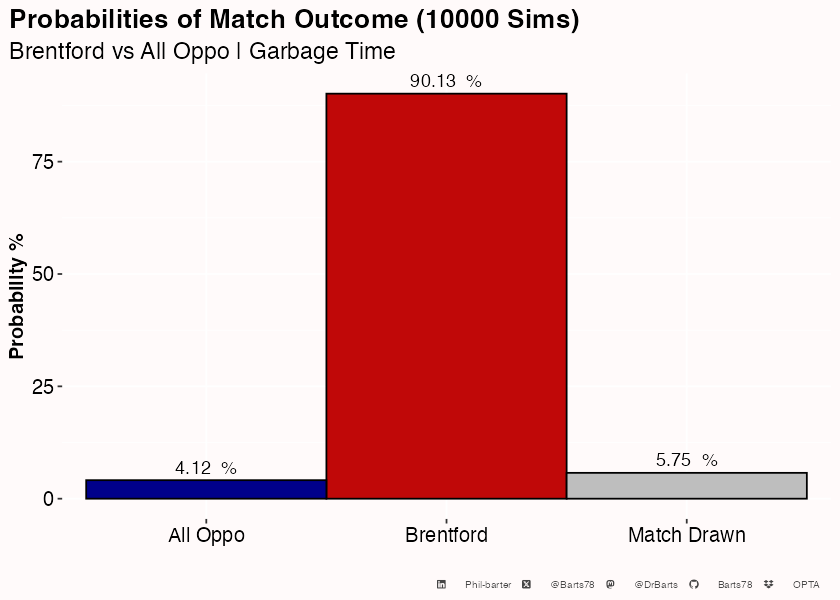 Probabilities of Match Outcome (10000 Sims)
Brentford vs All Oppo | Garbage Time
90.13 %
75
50
25
0
Probability %
4.12 %
5.75 %
All Oppo Brentford Match Drawn
Phil-barter @Barts78 @DrBarts Barts78 OPTA